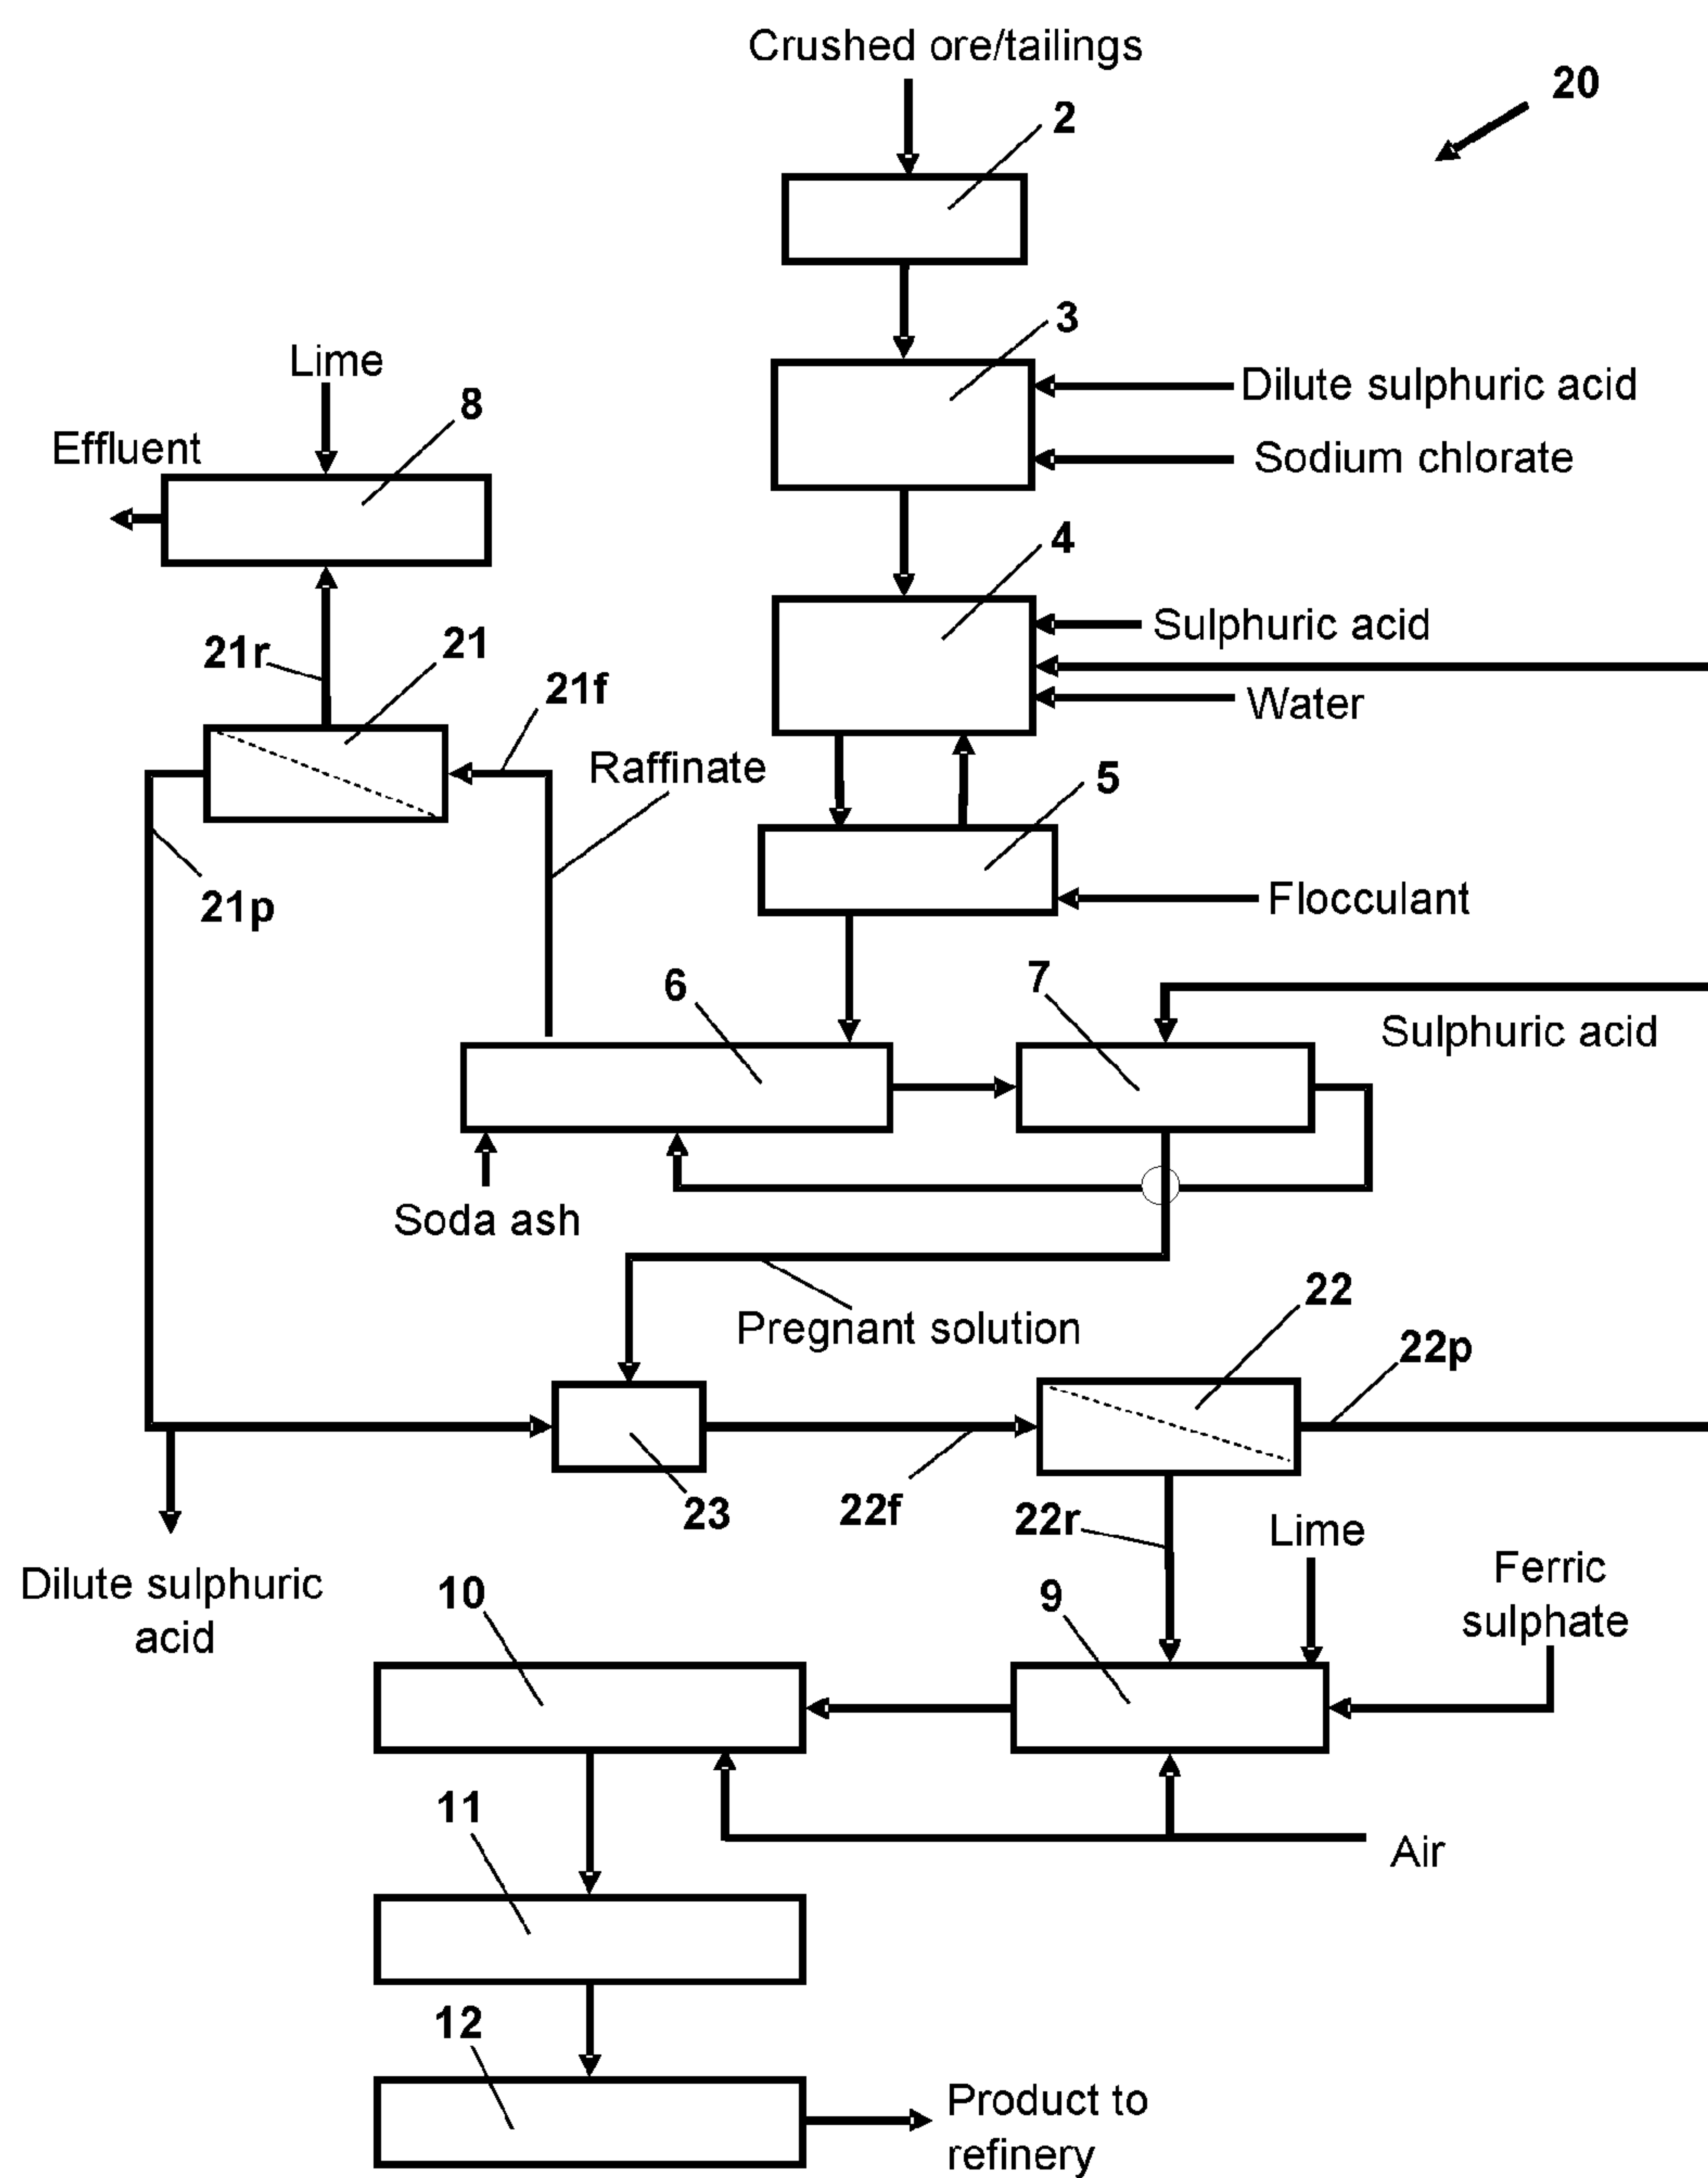 Crushed ore/tailings
20
2
3
Lime
Dilute sulphuric acid
8
Effluent
Sodium chlorate
4
Sulphuric acid
21r
21
21f
Water
Raffinate
5
Flocculant
21p
6
7
Sulphuric acid
Soda ash
22
Pregnant solution
22p
23
22f
22r
Lime
Dilute sulphuric
acid
Ferric
sulphate
10
9
11
Air
12
Product to
refinery